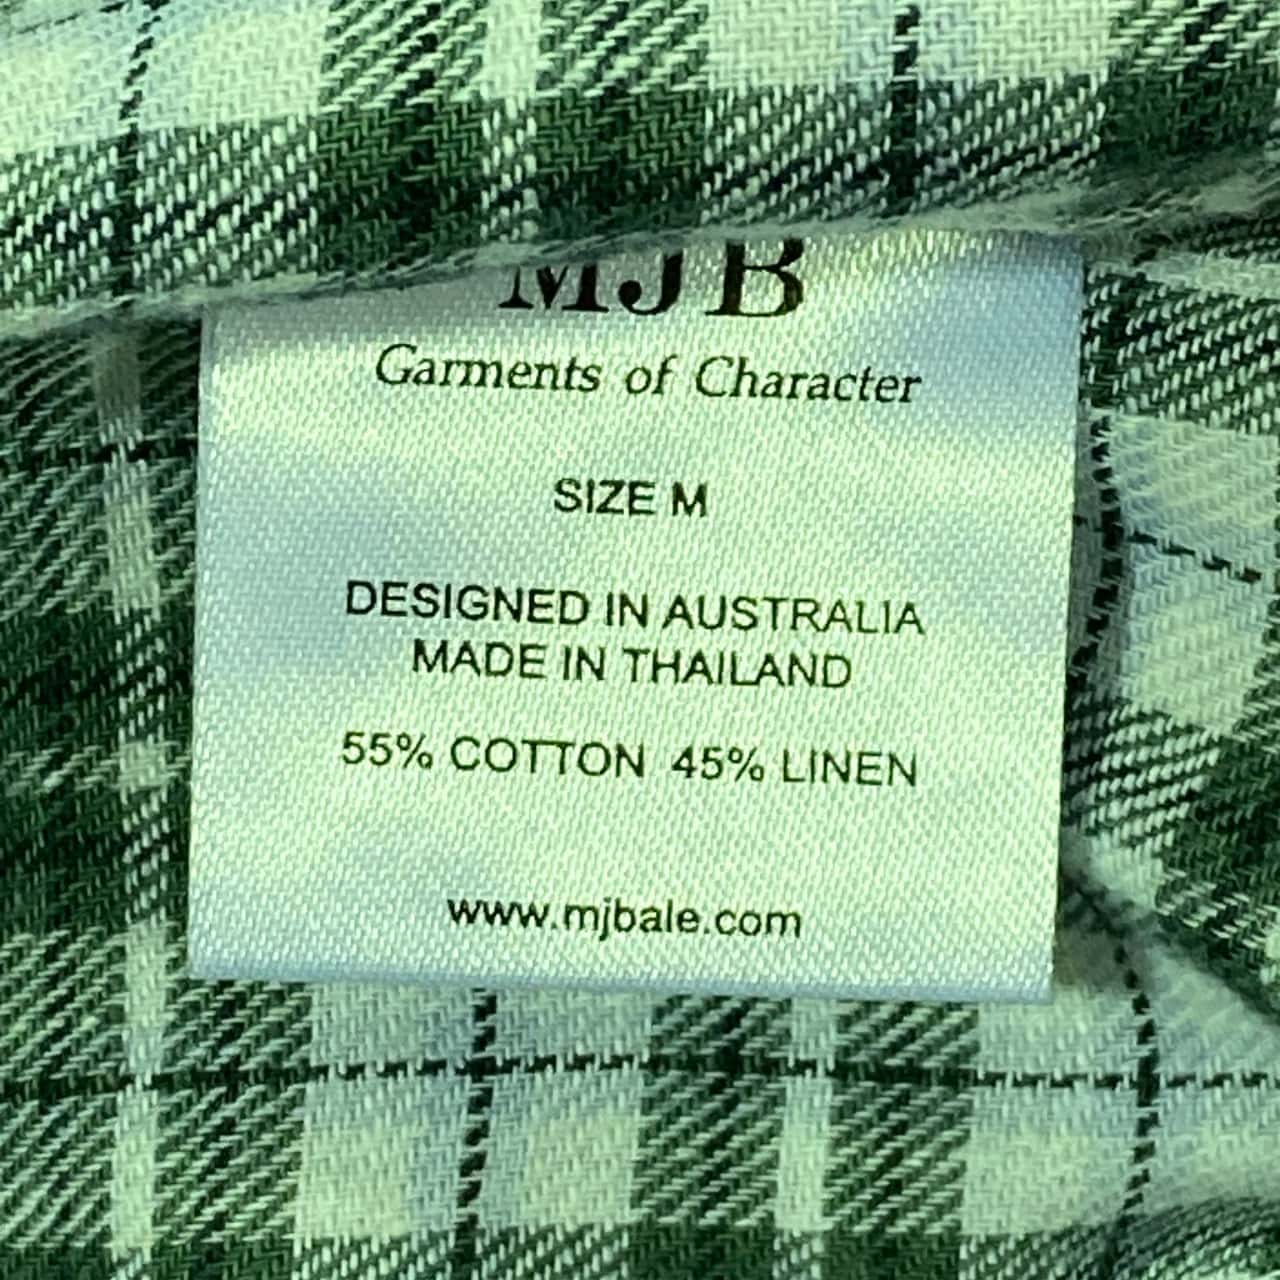 MJB
Garments of Character
SIZE M
DESIGNED IN AUSTRALIA
MADE IN THAILAND
55% COTTON 45% LINEN
www.mjbale.com